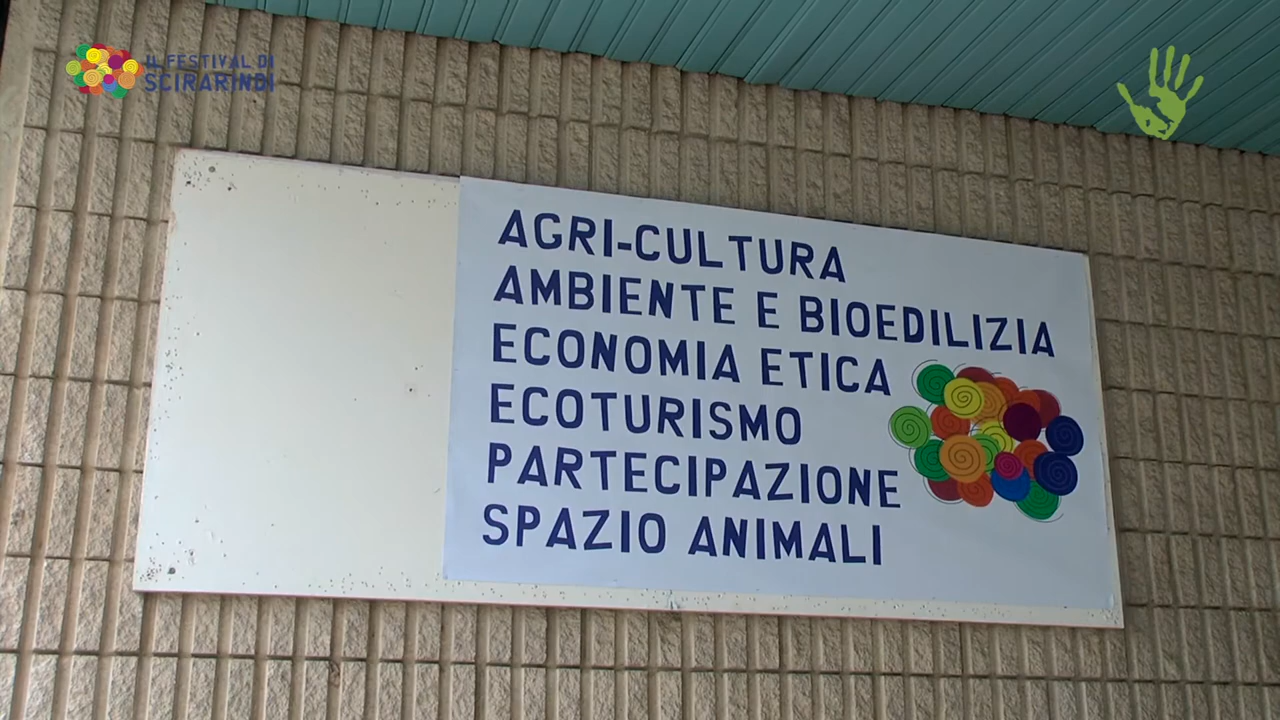 IL FESTIVAL DI
SCIRARINDI
AGRI-CULTURA
AMBIENTE E BIOEDILIZIA
ECONOMIA ETICA
ECOTURISMO
PARTECIPAZIONE
SPAZIO ANIMALI